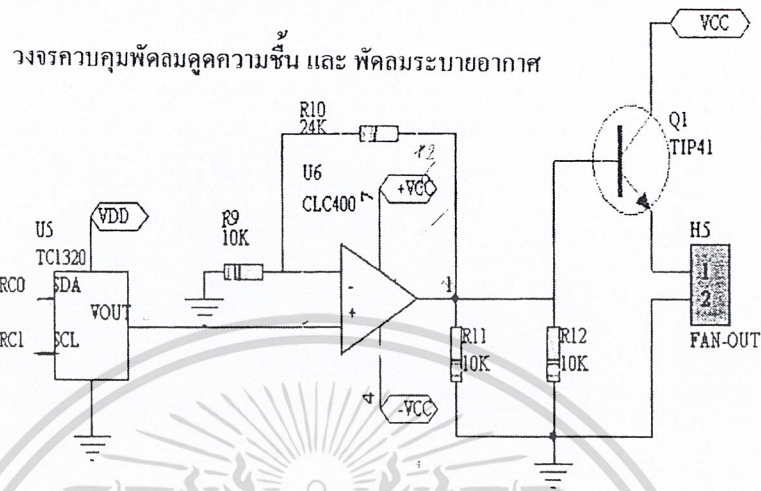 วงจรควบคุมพัดลมดูดความชื้น และ พัดลมระบายอากาศ
VCC
R10
24K
Q1
TIP41
U6
CLC400
7
+VCC
R9
10K
VDD
U5
TC1320
H5
RC0
SDA
VOUT
-
+
1
1
2
RC1
SCL
R11
10K
R12
10K
FAN-OUT
4
-VCC